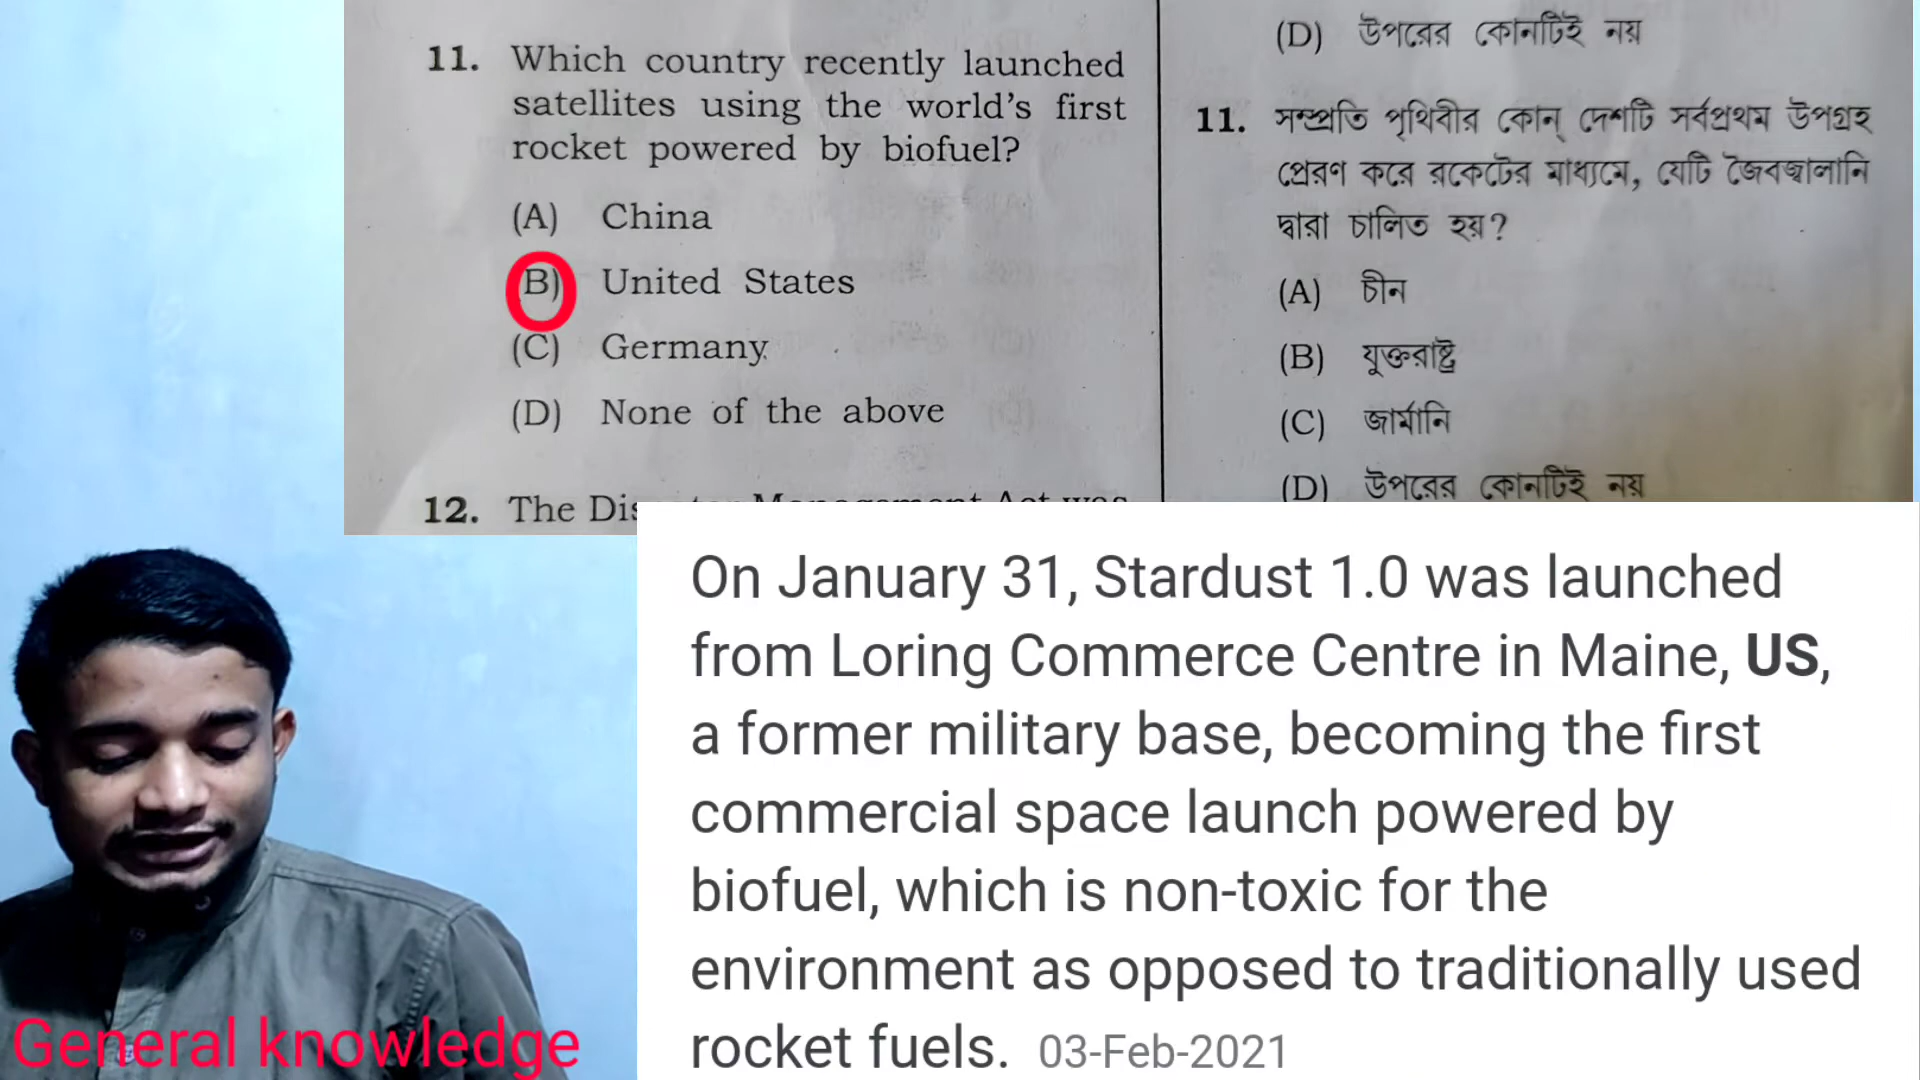 11. Which country recently launched
satellites using the world's first
rocket powered by biofuel?
(A) China
(B) United States
(C) Germany
(D) None of the above
12. The
(D) উপরের কোনটিই নয়
11. সম্প্রতি পৃথিবীর কোন্ দেশটি সর্বপ্রথম উপগ্রহ
প্রেরণ করে রকেটের মাধ্যমে, যেটি জৈবজ্বালানি
দ্বারা চালিত হয়?
(A) চীন
(B) যুক্তরাষ্ট্র
(C) জার্মানি
(D) উপরের কোনটিই নয়
On January 31, Stardust 1.0 was launched
from Loring Commerce Centre in Maine, US,
a former military base, becoming the first
commercial space launch powered by
biofuel, which is non-toxic for the
environment as opposed to traditionally used
rocket fuels. 03-Feb-2021
General knowledge